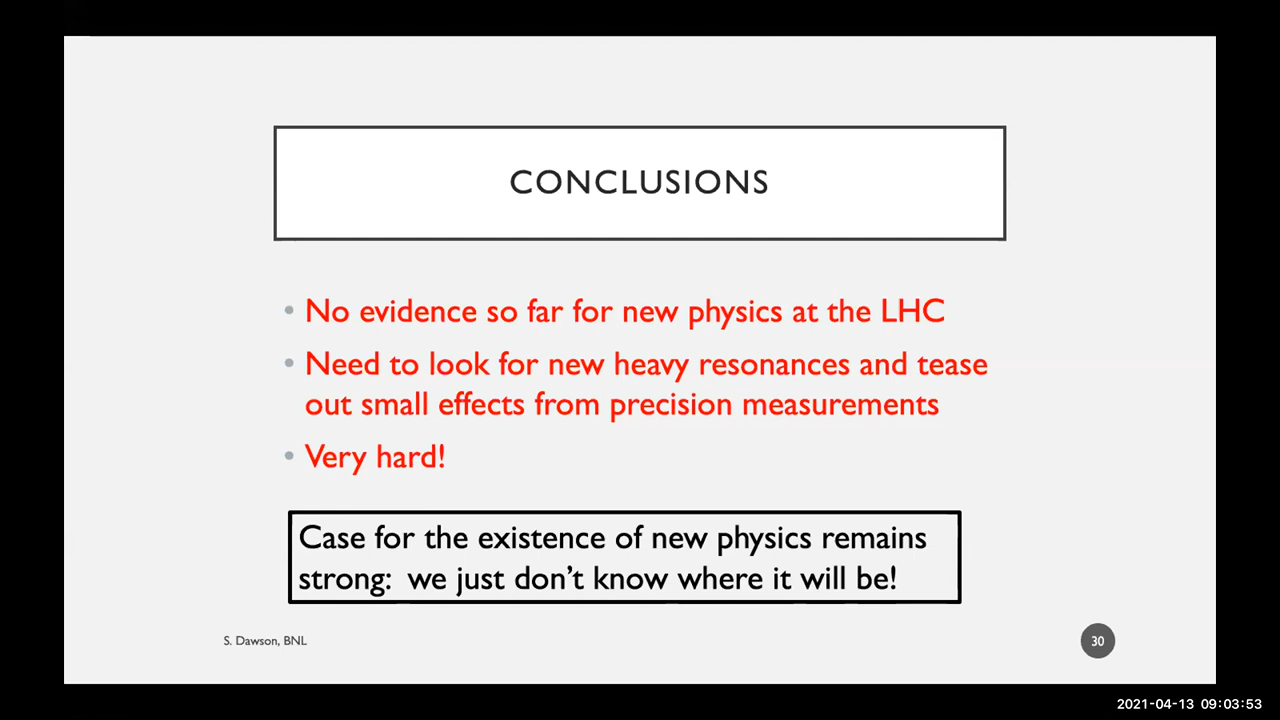 CONCLUSIONS
• No evidence so far for new physics at the LHC
• Need to look for new heavy resonances and tease
out small effects from precision measurements
• Very hard!
Case for the existence of new physics remains
strong: we just don’t know where it will be!
S. Dawson, BNL
30
2021-04-13 09:03:53